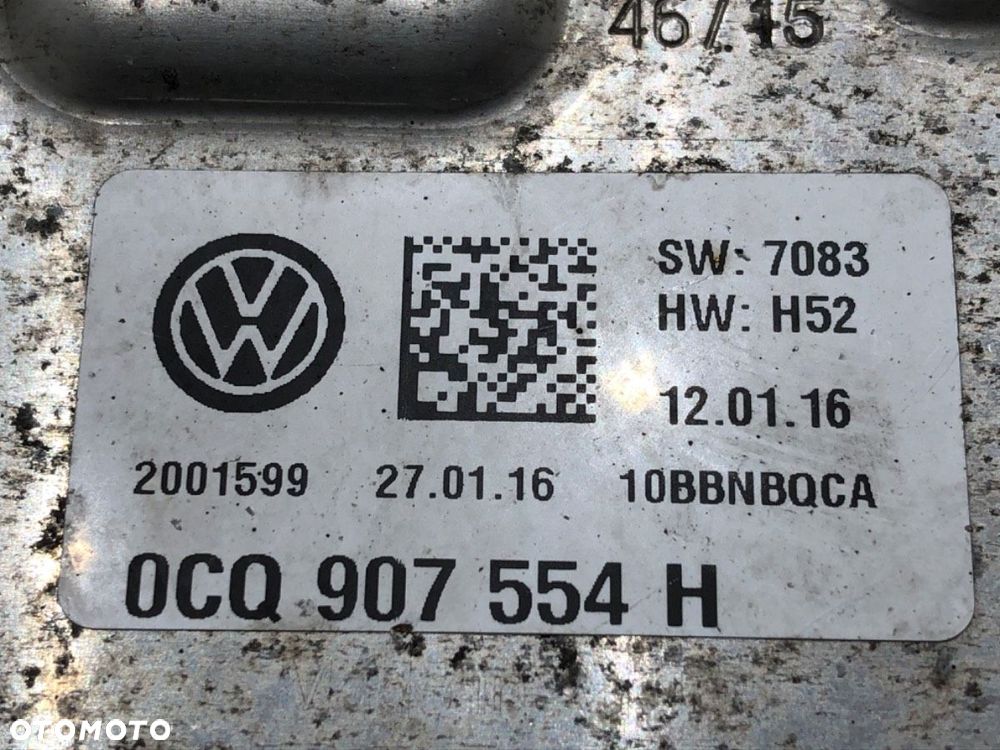 46/15
SW: 7083
HW: H52
12.01.16
2001599 27.01.16 10BBNBQCA
0CQ 907 554 H
OTOMOTO